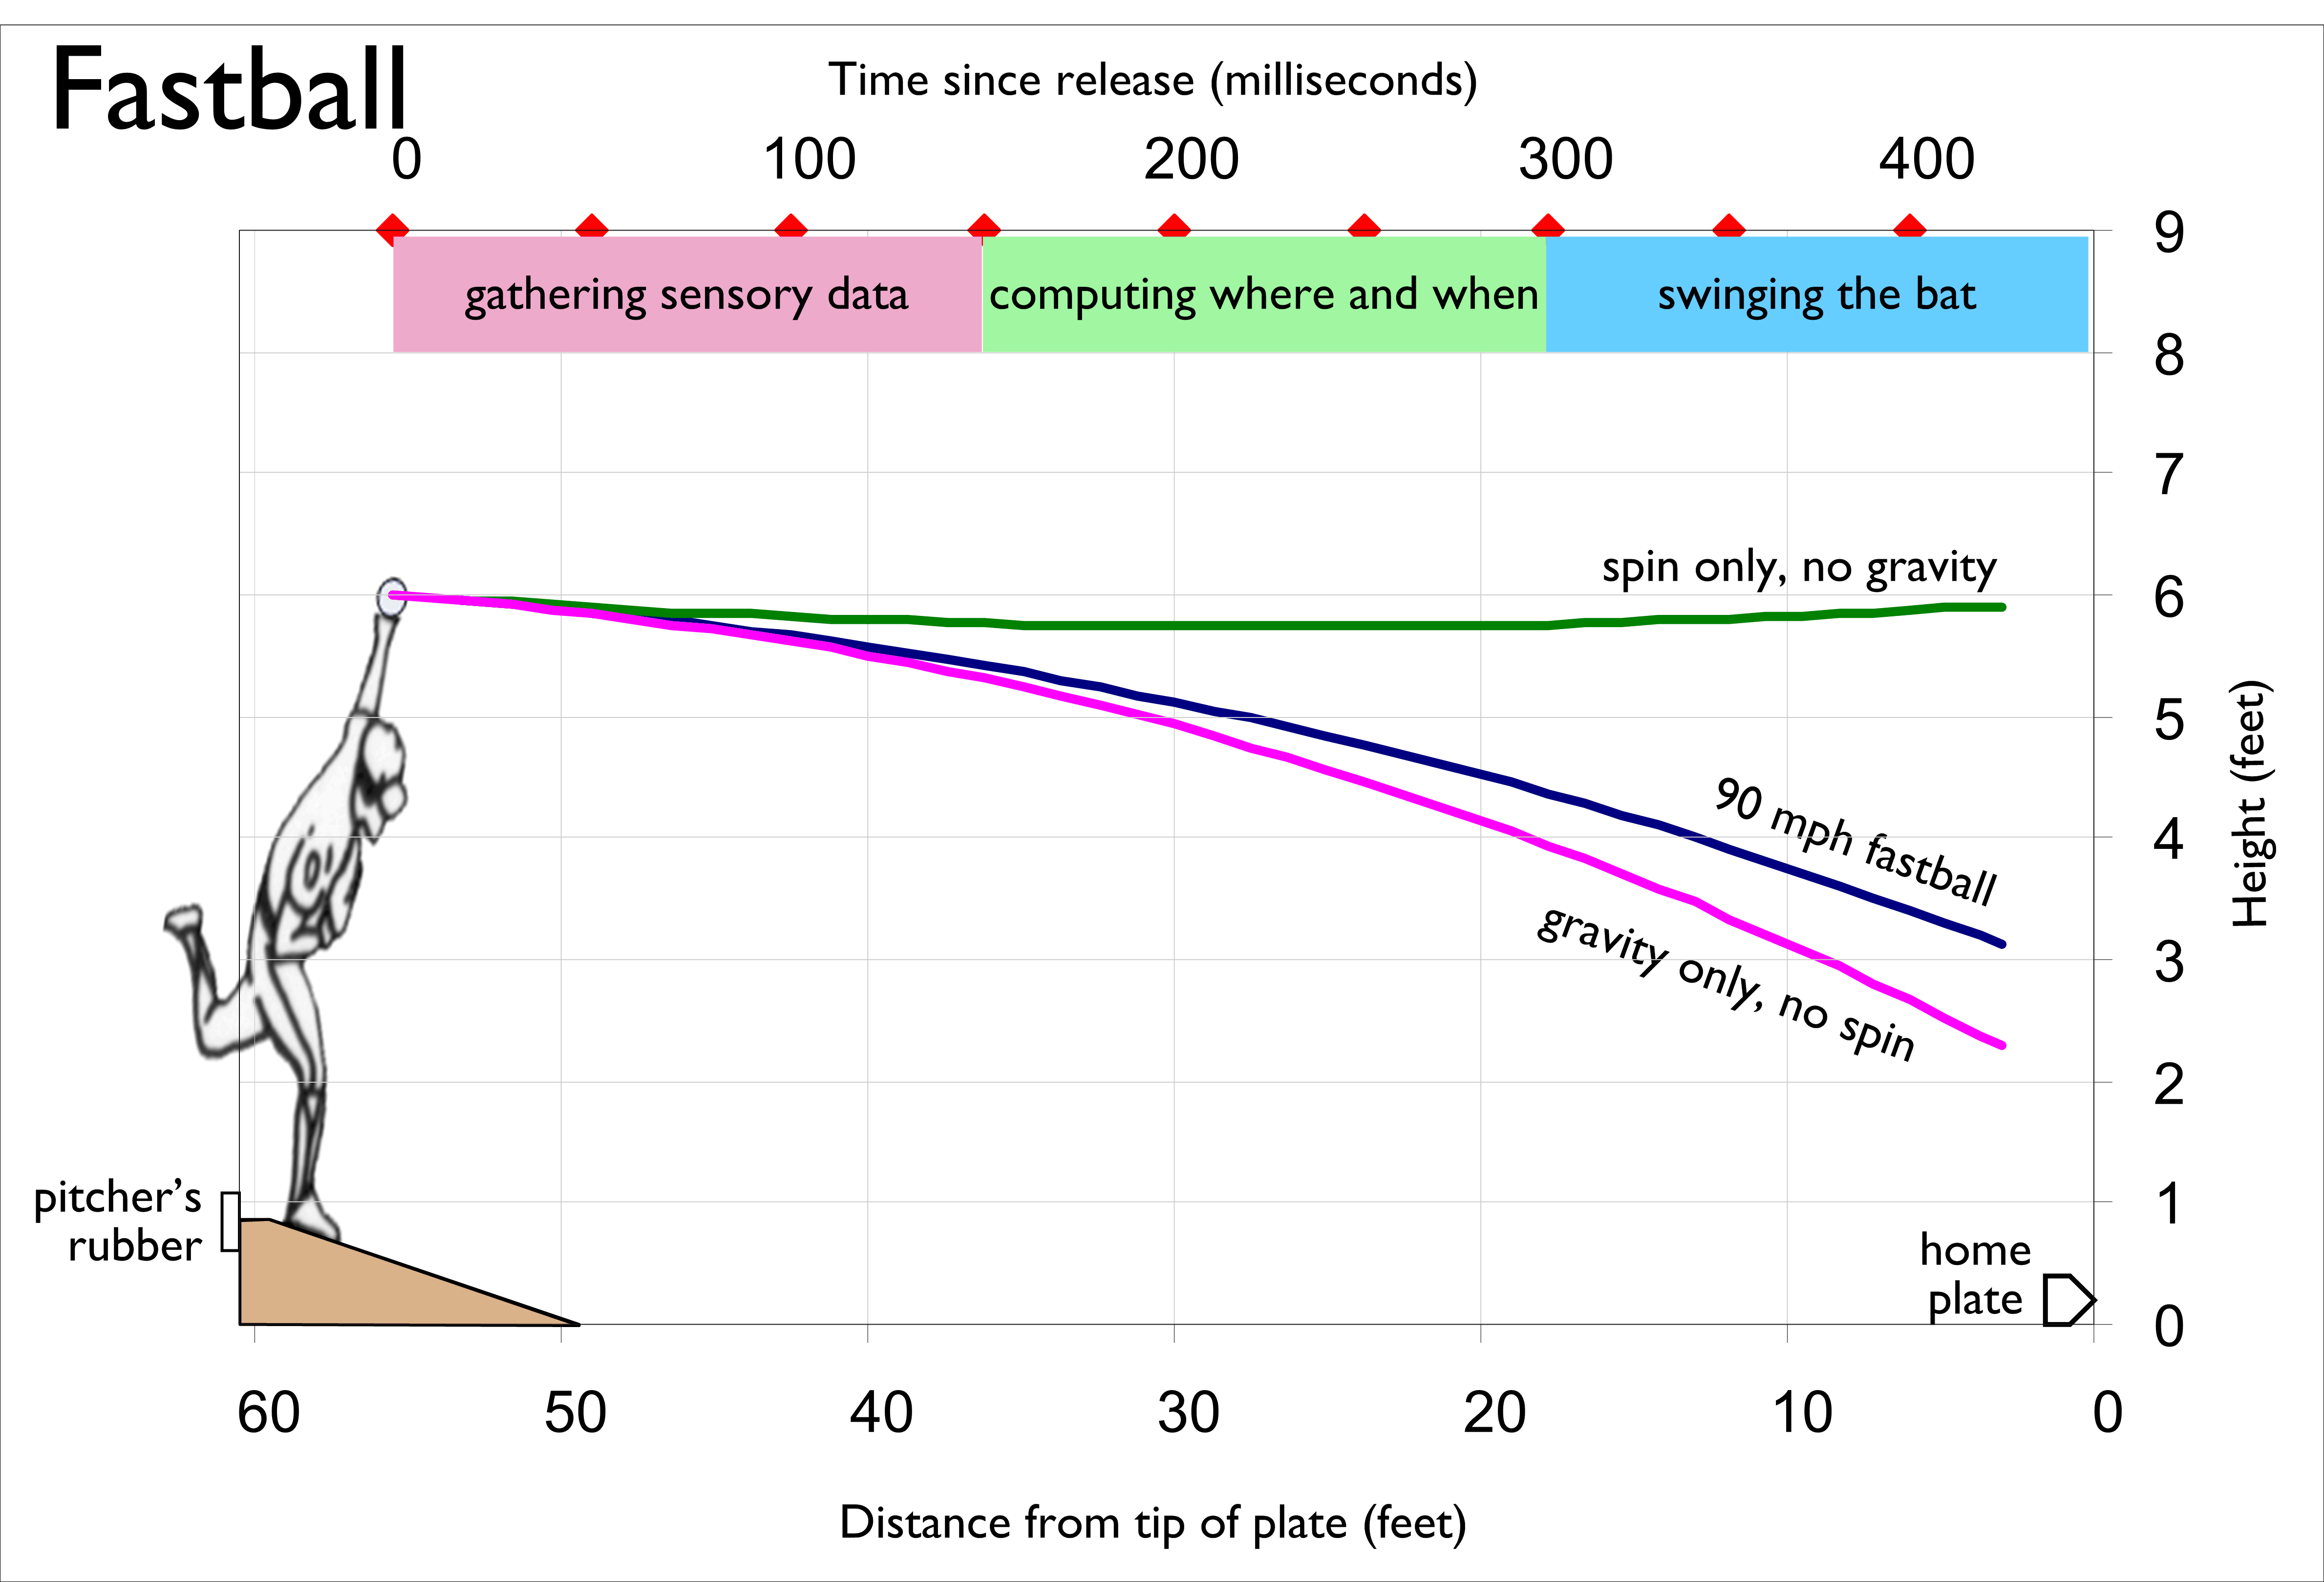 Fastball
Time since release (milliseconds)
0 100 200 300 400
gathering sensory data computing where and when swinging the bat
9
8
7
spin only, no gravity
6
5
90 mph fastball
4
Height (feet)
gravity only, no spin
3
2
1
pitcher’s
rubber
home
plate
0
60 50 40 30 20 10 0
Distance from tip of plate (feet)